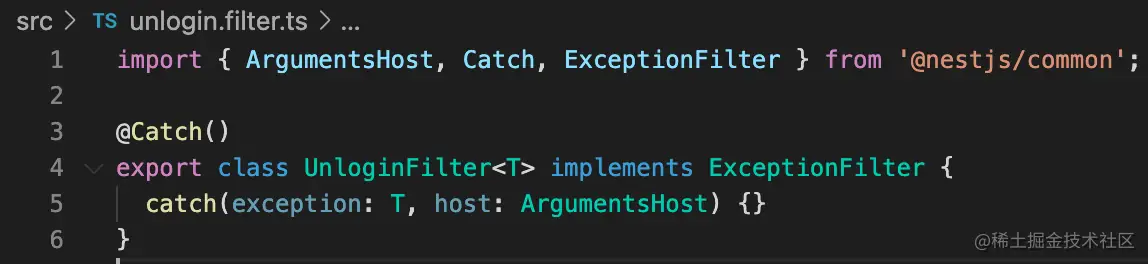 src > TS unlogin.filter.ts > ...
1 import { ArgumentsHost, Catch, ExceptionFilter } from '@nestjs/common';
2
3 @Catch()
4 export class UnloginFilter<T> implements ExceptionFilter {
5 catch(exception: T, host: ArgumentsHost) {}
6 }
@稀土掘金技术社区